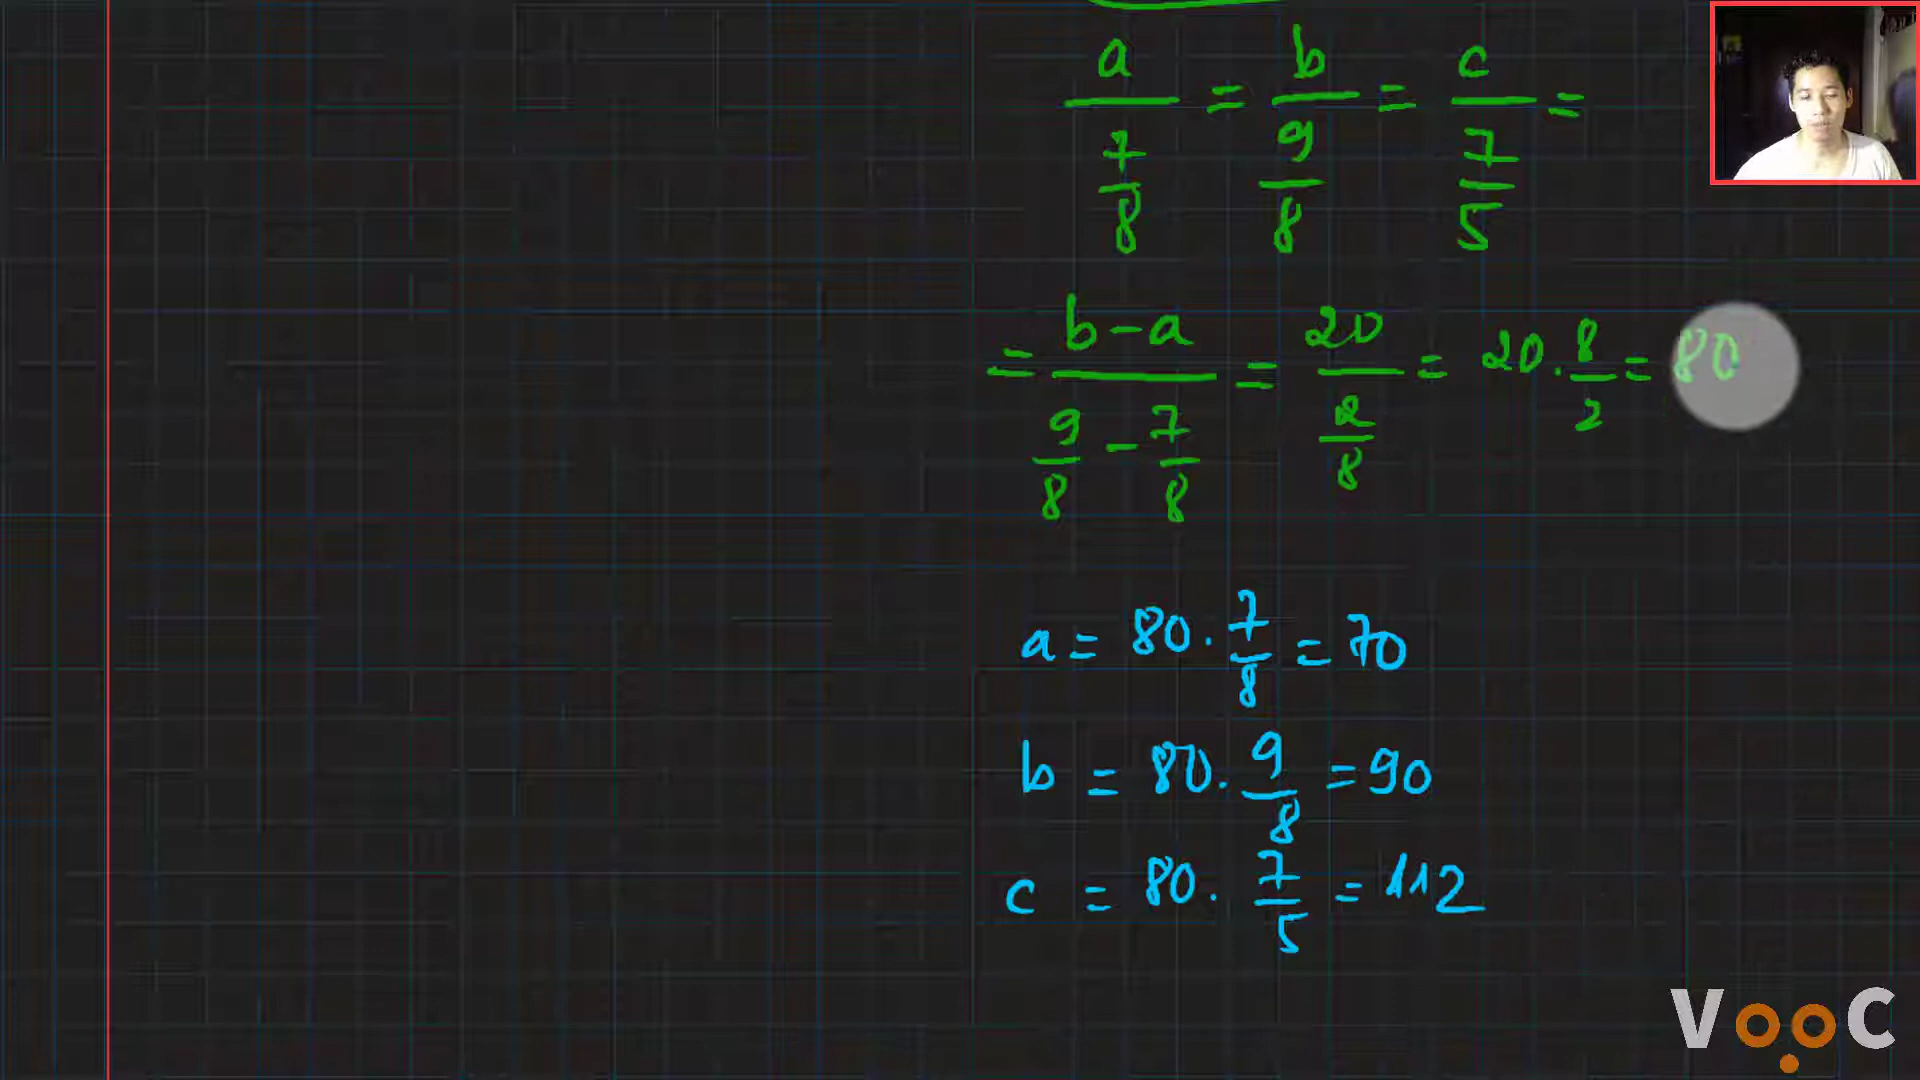 a/(7/8) = b/(9/8) = c/(7/5) =
= (b-a)/(9/8 - 7/8) = 20/(2/8) = 20 . 8/2 = 80
a = 80 . 7/8 = 70
b = 80 . 9/8 = 90
c = 80 . 7/5 = 112
VooC